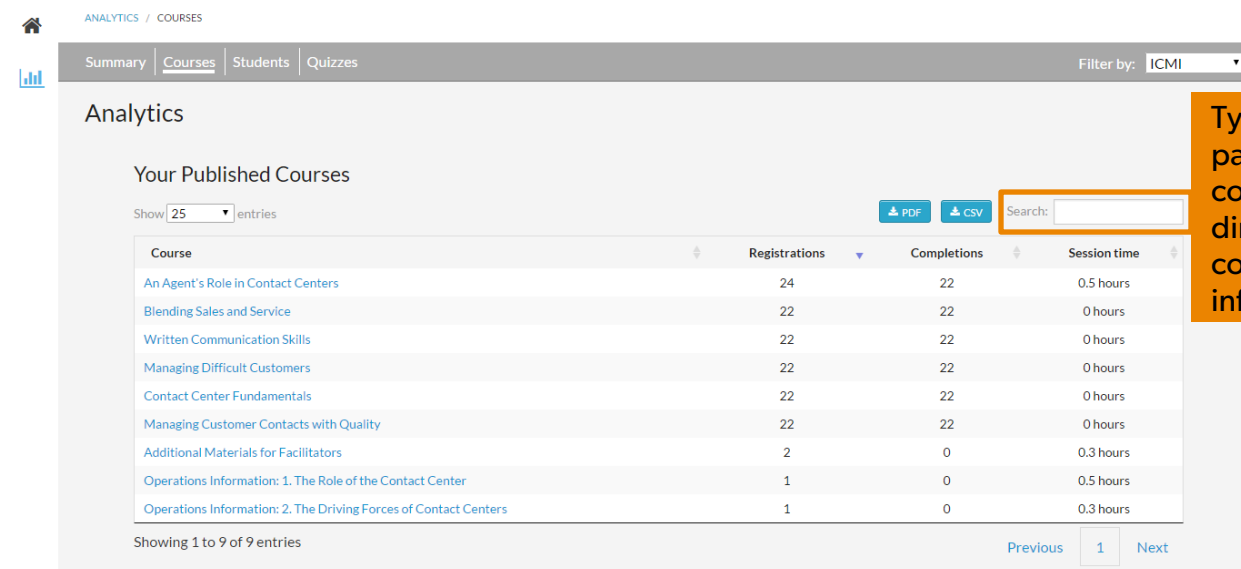 ANALYTICS / COURSES
Summary Courses Students Quizzes Filter by: ICMI
Analytics
Your Published Courses
Show 25 entries PDF CSV Search:
Course Registrations Completions Session time
An Agent's Role in Contact Centers 24 22 0.5 hours
Blending Sales and Service 22 22 0 hours
Written Communication Skills 22 22 0 hours
Managing Difficult Customers 22 22 0 hours
Contact Center Fundamentals 22 22 0 hours
Managing Customer Contacts with Quality 22 22 0 hours
Additional Materials for Facilitators 2 0 0.3 hours
Operations Information: 1. The Role of the Contact Center 1 0 0.5 hours
Operations Information: 2. The Driving Forces of Contact Centers 1 0 0.3 hours
Showing 1 to 9 of 9 entries
Previous 1 Next